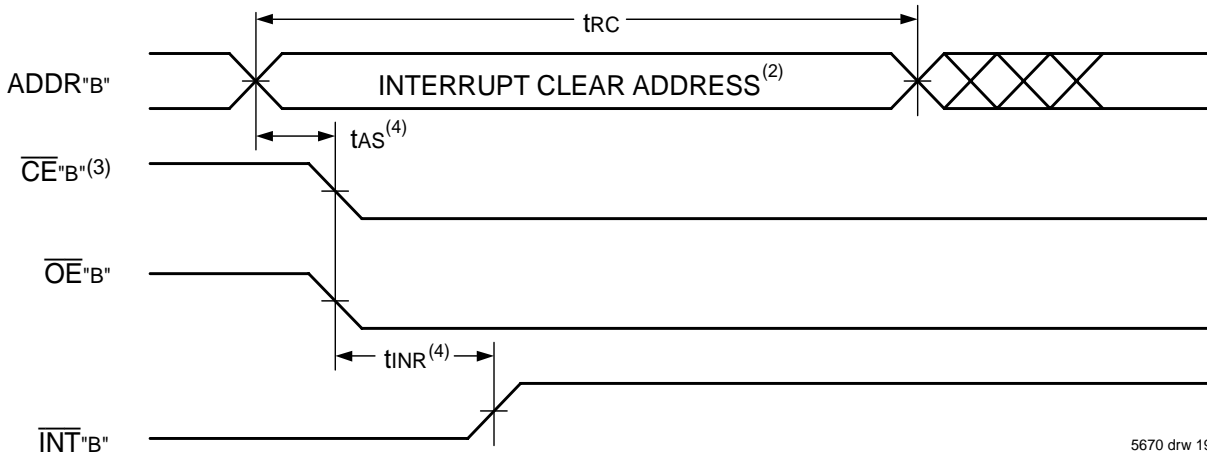 tRC
ADDR"B"
INTERRUPT CLEAR ADDRESS(2)
tAS(4)
CE"B"(3)
OE"B"
tINR(4)
INT"B"
5670 drw 19